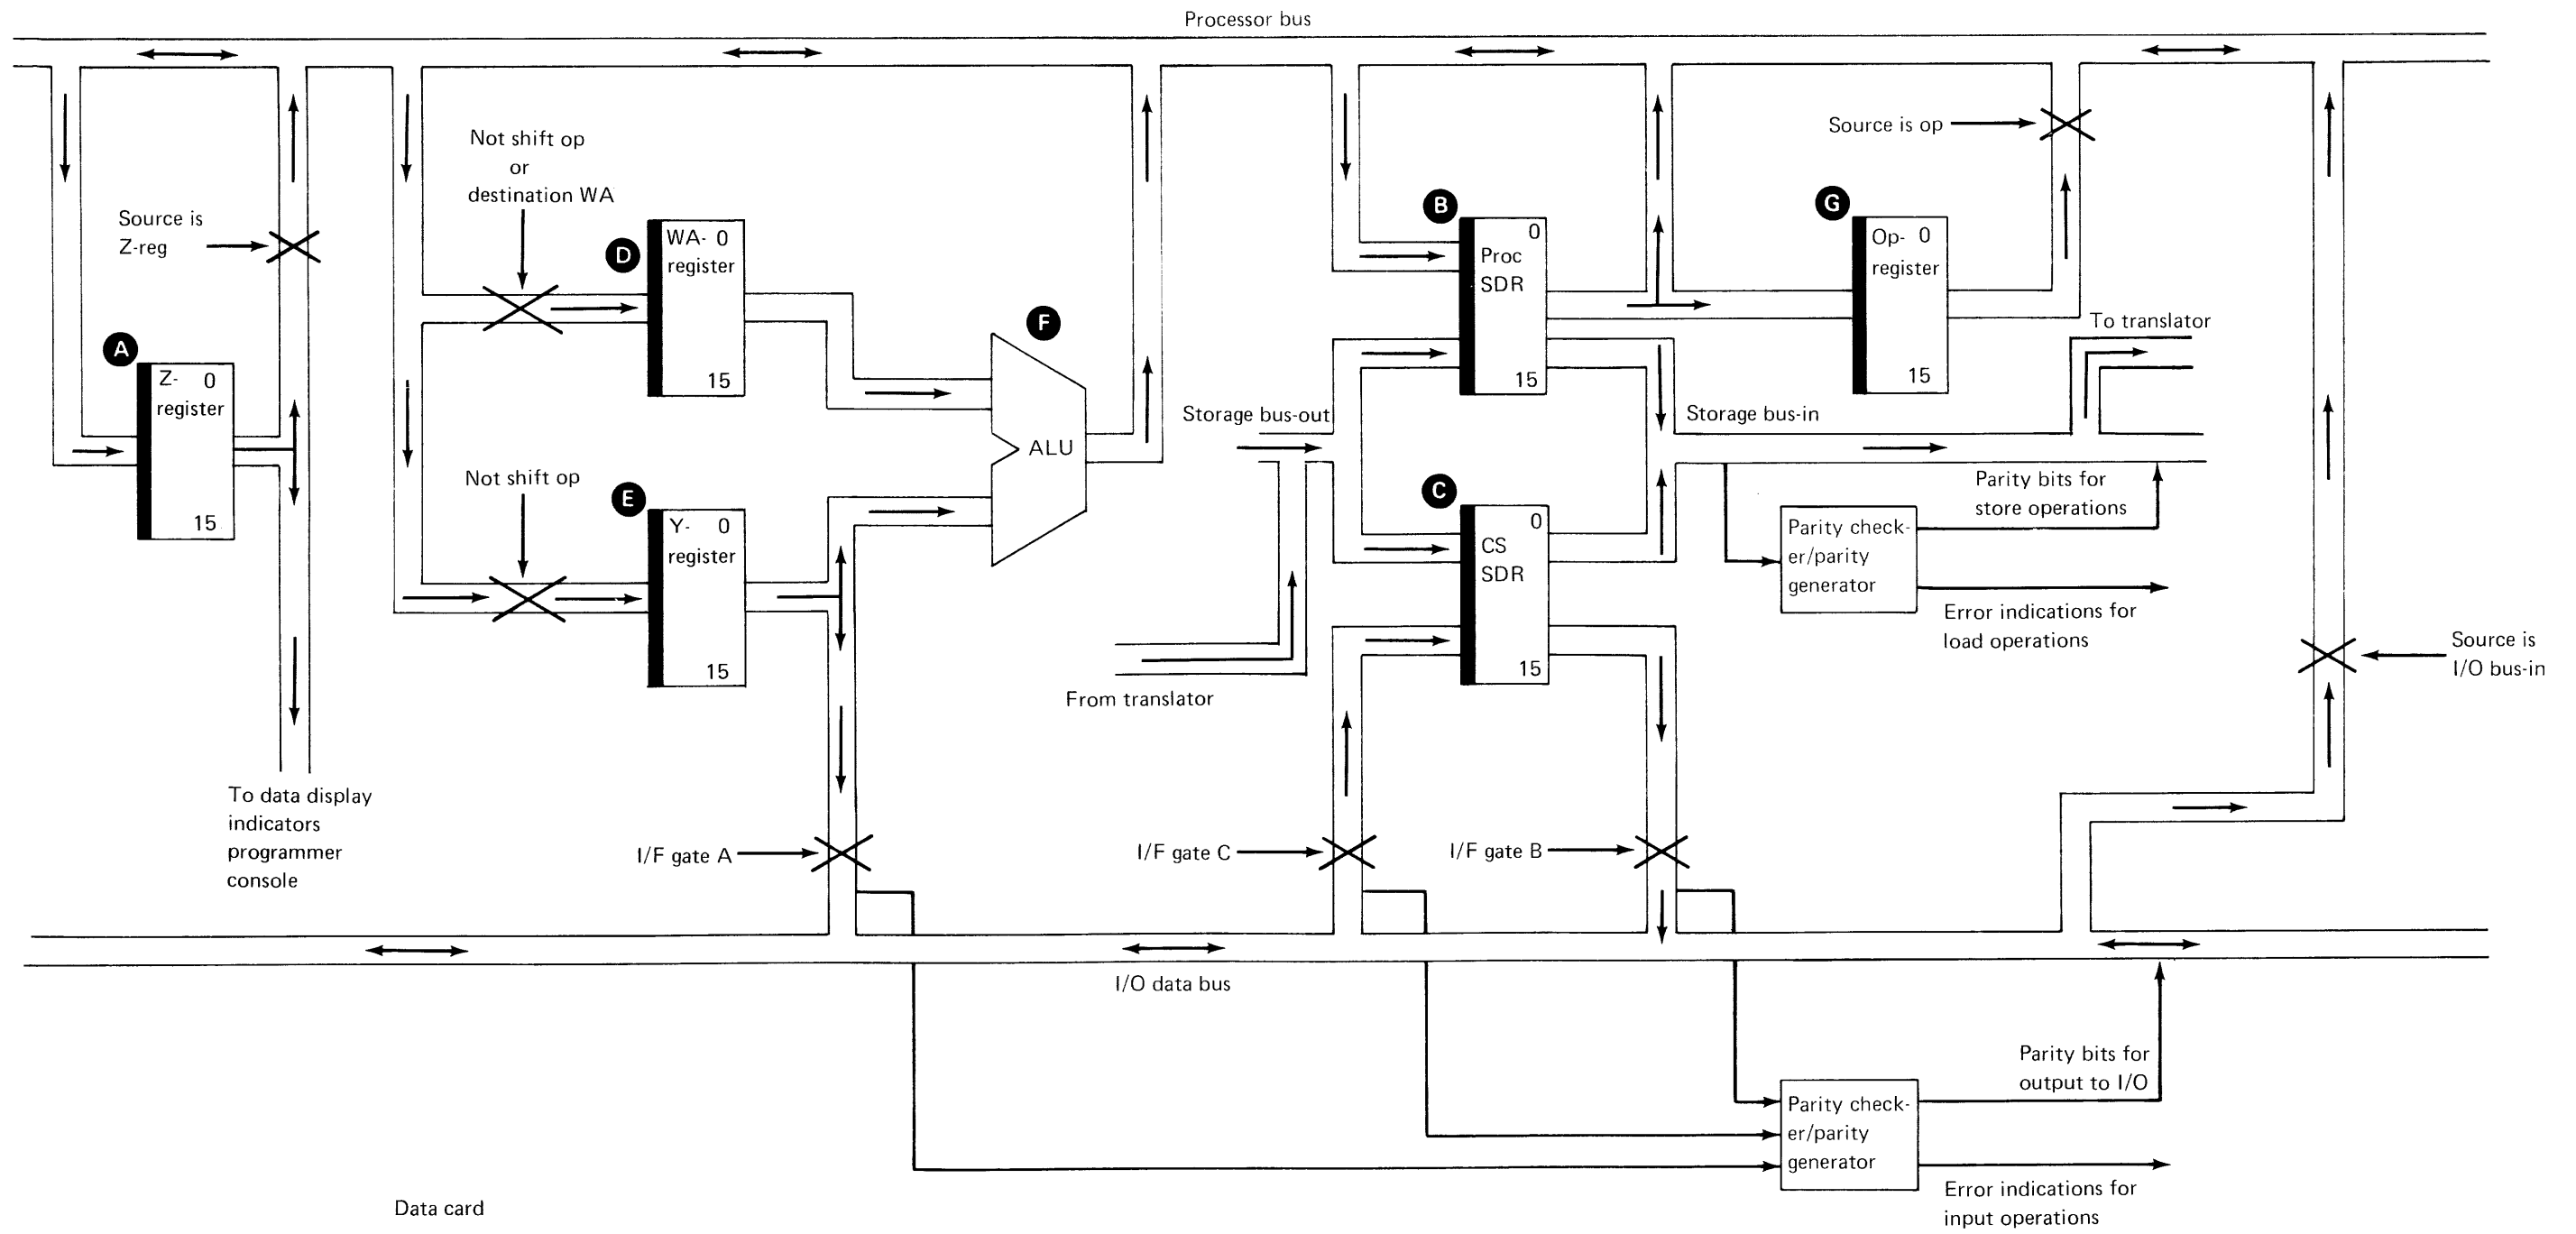 Processor bus
Source is op
Not shift op
or
destination WA
Source is
Z-reg
A
Z- 0
register
15
D
WA- 0
register
15
F
ALU
B
0
Proc
SDR
15
G
Op- 0
register
15
To translator
Storage bus-out
Storage bus-in
Not shift op
E
Y- 0
register
15
C
0
CS
SDR
15
Parity bits for
store operations
Parity check-
er/parity
generator
Error indications for
load operations
Source is
I/O bus-in
From translator
To data display
indicators
programmer
console
I/F gate A
I/F gate C
I/F gate B
I/O data bus
Parity bits for
output to I/O
Parity check-
er/parity
generator
Error indications for
input operations
Data card